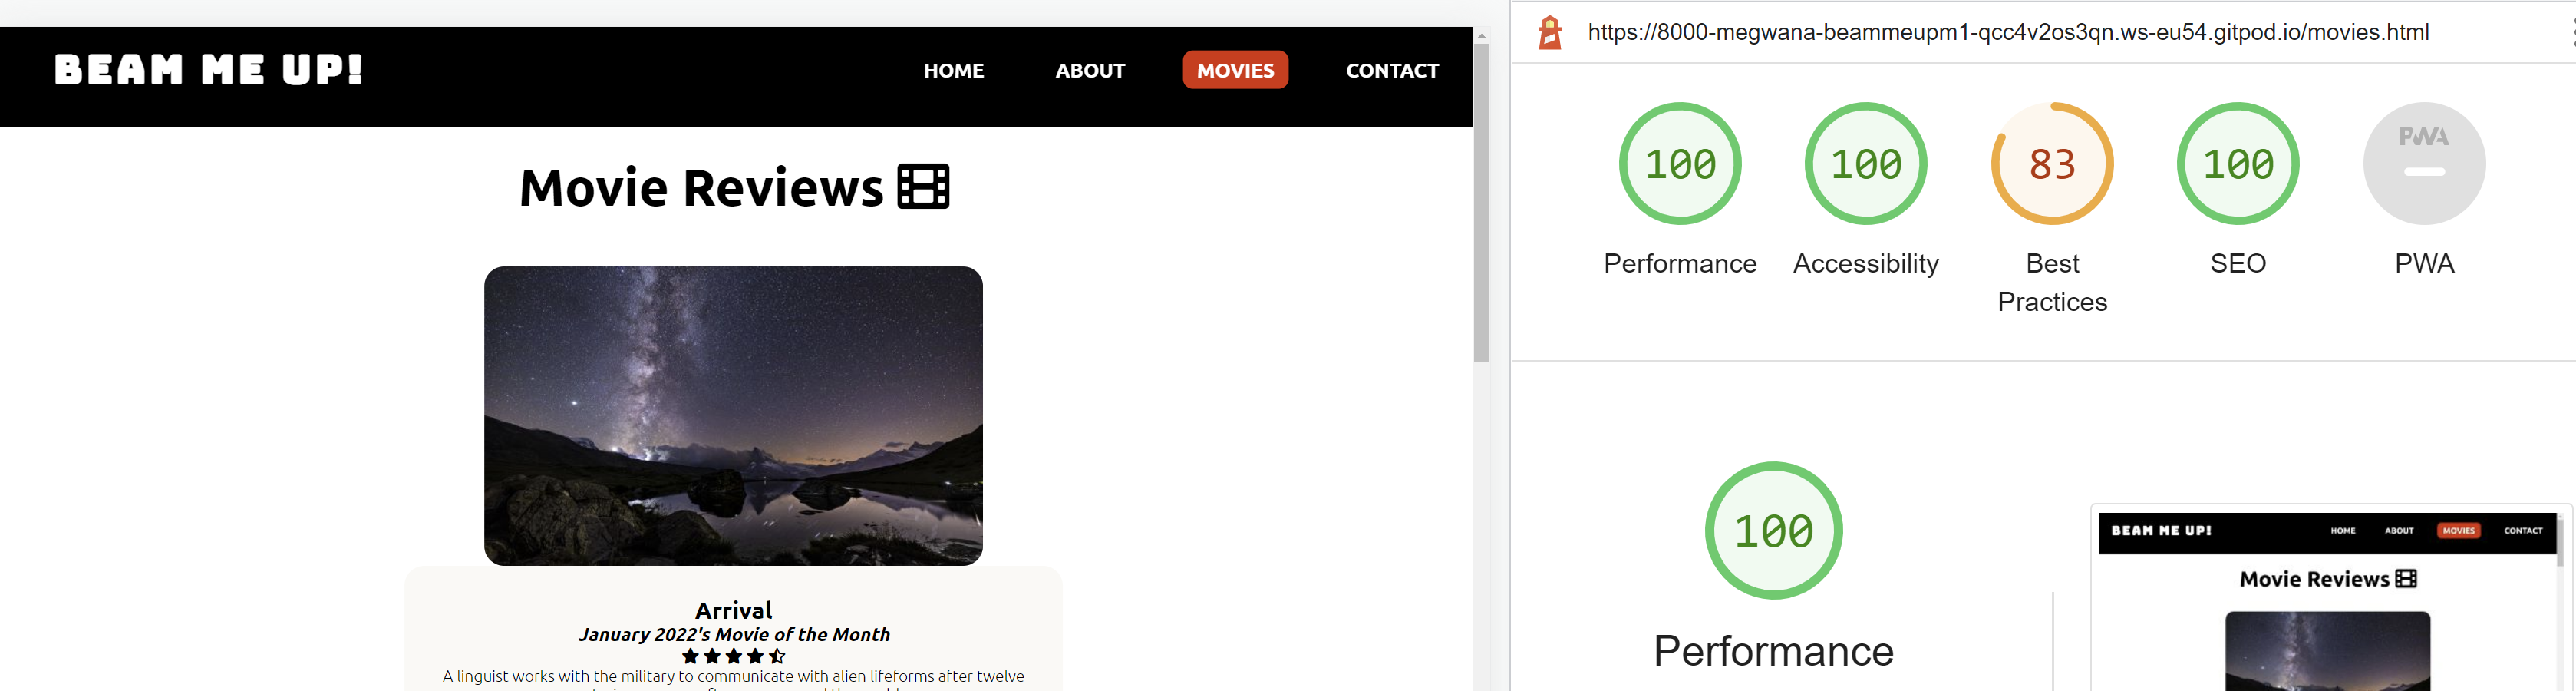 BEAM ME UP!
HOME ABOUT MOVIES CONTACT
Movie Reviews
Arrival
January 2022's Movie of the Month
A linguist works with the military to communicate with alien lifeforms after twelve
https://8000-megwana-beammeupm1-qcc4v2os3qn.ws-eu54.gitpod.io/movies.html
100 100 83 100 PWA
Performance Accessibility Best Practices SEO PWA
100
Performance
BEAM ME UP!
HOME ABOUT MOVIES CONTACT
Movie Reviews